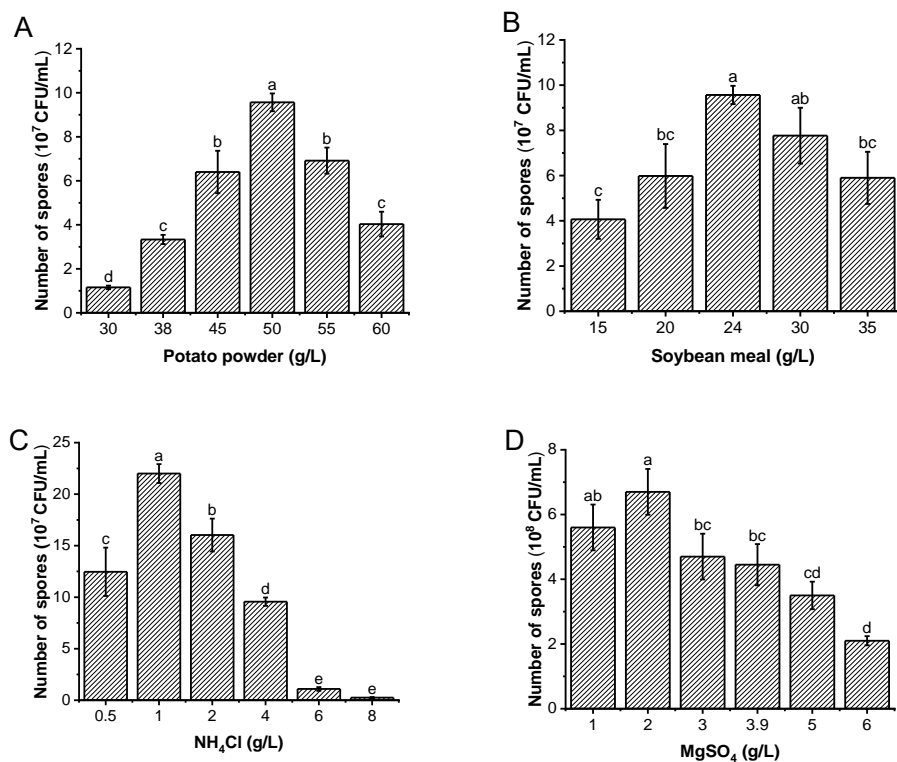 A
Number of spores (10⁷ CFU/mL)
12
10
8
6
4
2
0
d
c
b
a
b
c
30 38 45 50 55 60
Potato powder (g/L)
B
Number of spores (10⁷ CFU/mL)
12
10
8
6
4
2
0
c
bc
a
ab
bc
15 20 24 30 35
Soybean meal (g/L)
C
Number of spores (10⁷ CFU/mL)
25
20
15
10
5
0
c
a
b
d
e
e
0.5 1 2 4 6 8
NH₄Cl (g/L)
D
Number of spores (10⁸ CFU/mL)
8
6
4
2
0
ab
a
bc
bc
cd
d
1 2 3 3.9 5 6
MgSO₄ (g/L)